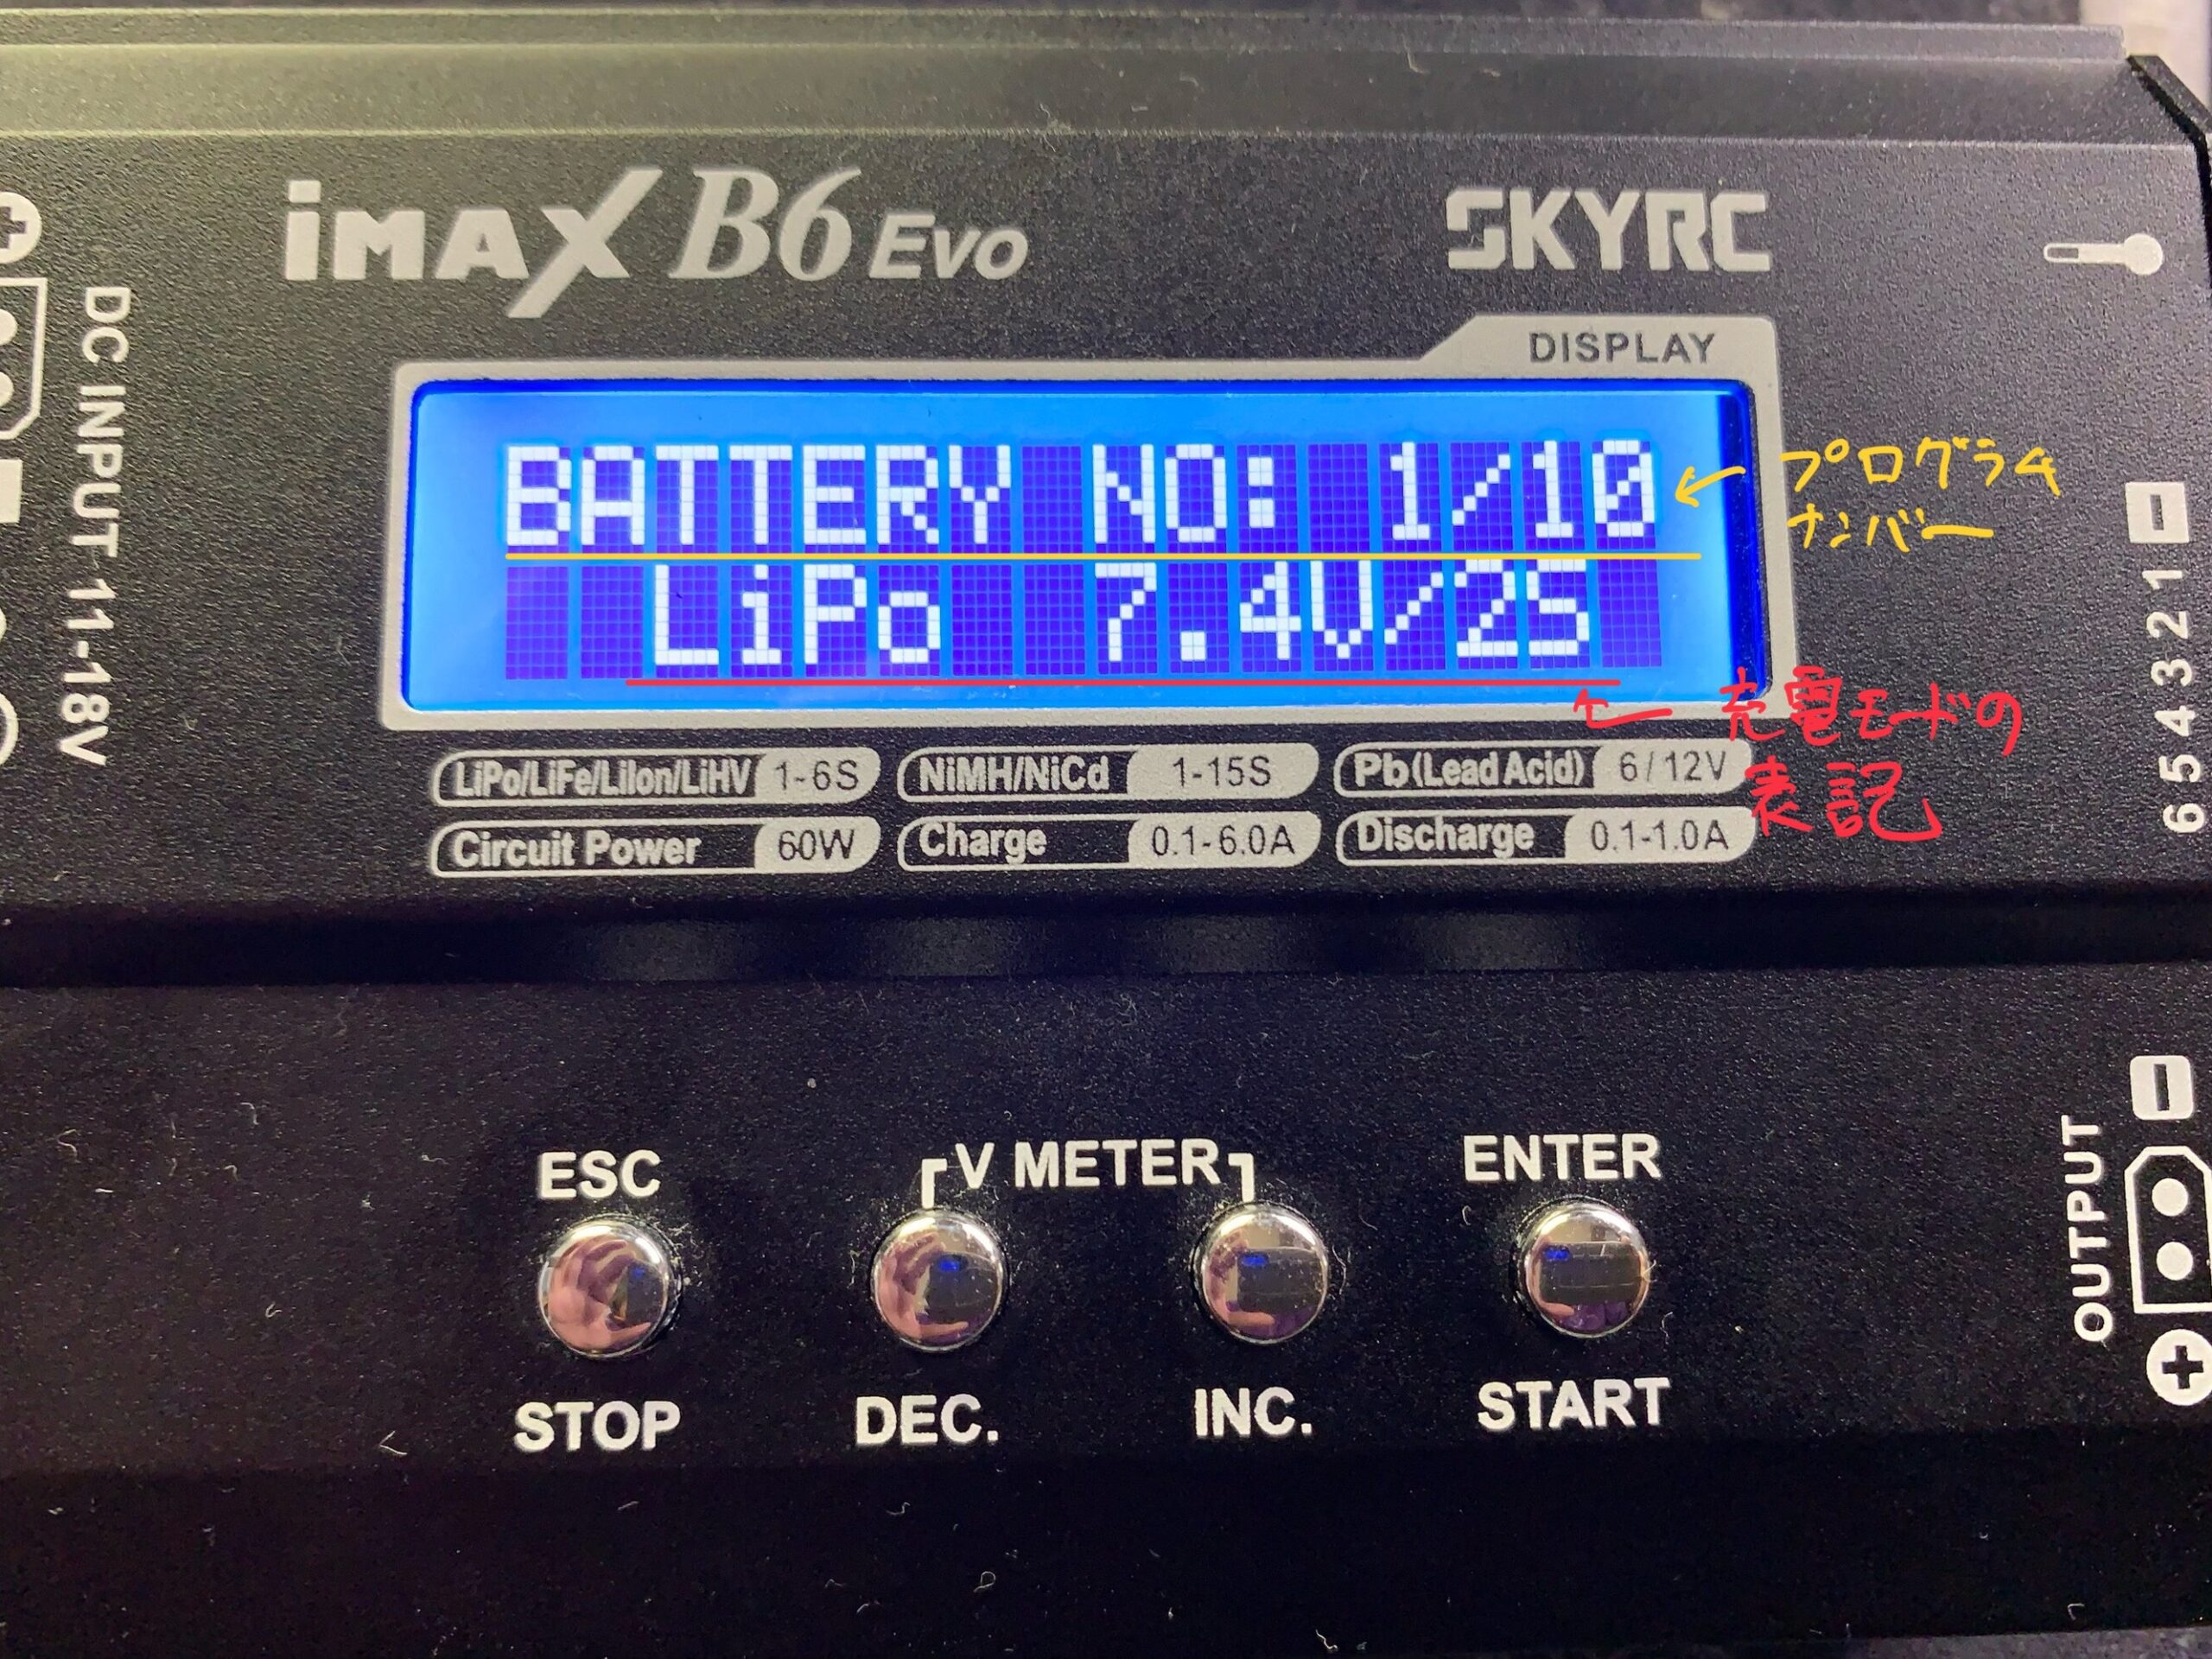 iMAX B6 Evo
SKYRC
DISPLAY
DC INPUT 11-18V
BATTERY NO: 1/10
LiPo 7.4V/2S
プログラム
ナンバー
充電モードの
表記
LiPo/LiFe/LiIon/LiHV 1-6S
NiMH/NiCd 1-15S
Pb(Lead Acid) 6/12V
Circuit Power 60W
Charge 0.1-6.0A
Discharge 0.1-1.0A
6 5 4 3 2 1
ESC
V METER
ENTER
STOP
DEC.
INC.
START
OUTPUT